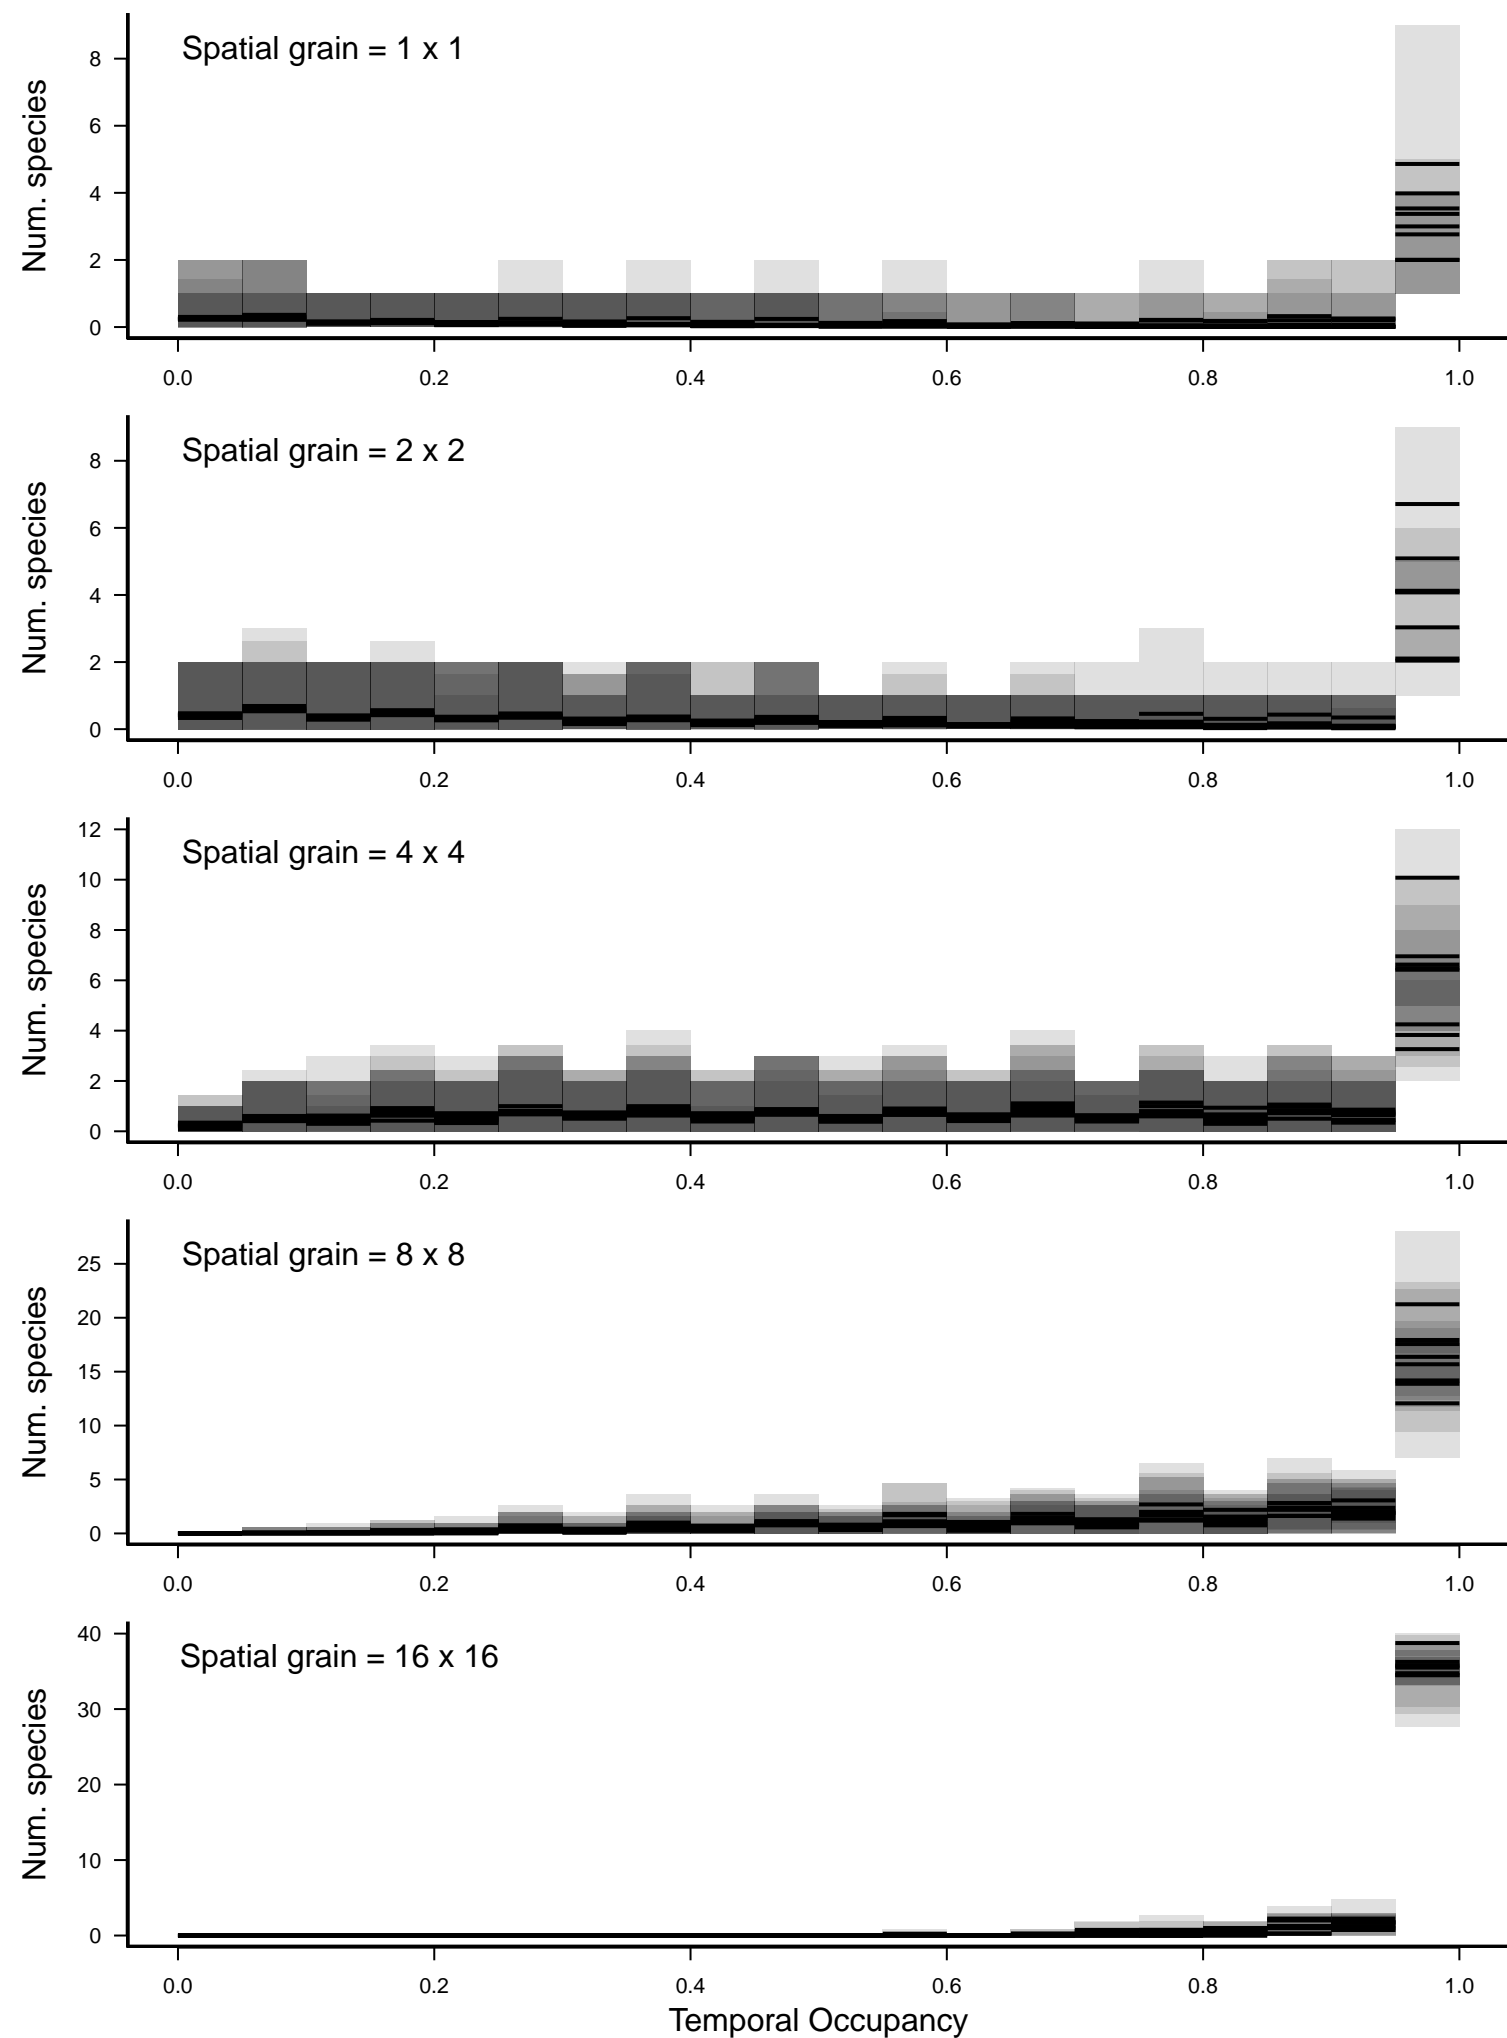 Spatial grain = 1 x 1
Num. species
8
6
4
2
0
0.0 0.2 0.4 0.6 0.8 1.0
Spatial grain = 2 x 2
Num. species
8
6
4
2
0
0.0 0.2 0.4 0.6 0.8 1.0
Spatial grain = 4 x 4
Num. species
12
10
8
6
4
2
0
0.0 0.2 0.4 0.6 0.8 1.0
Spatial grain = 8 x 8
Num. species
25
20
15
10
5
0
0.0 0.2 0.4 0.6 0.8 1.0
Spatial grain = 16 x 16
Num. species
40
30
20
10
0
0.0 0.2 0.4 0.6 0.8 1.0
Temporal Occupancy